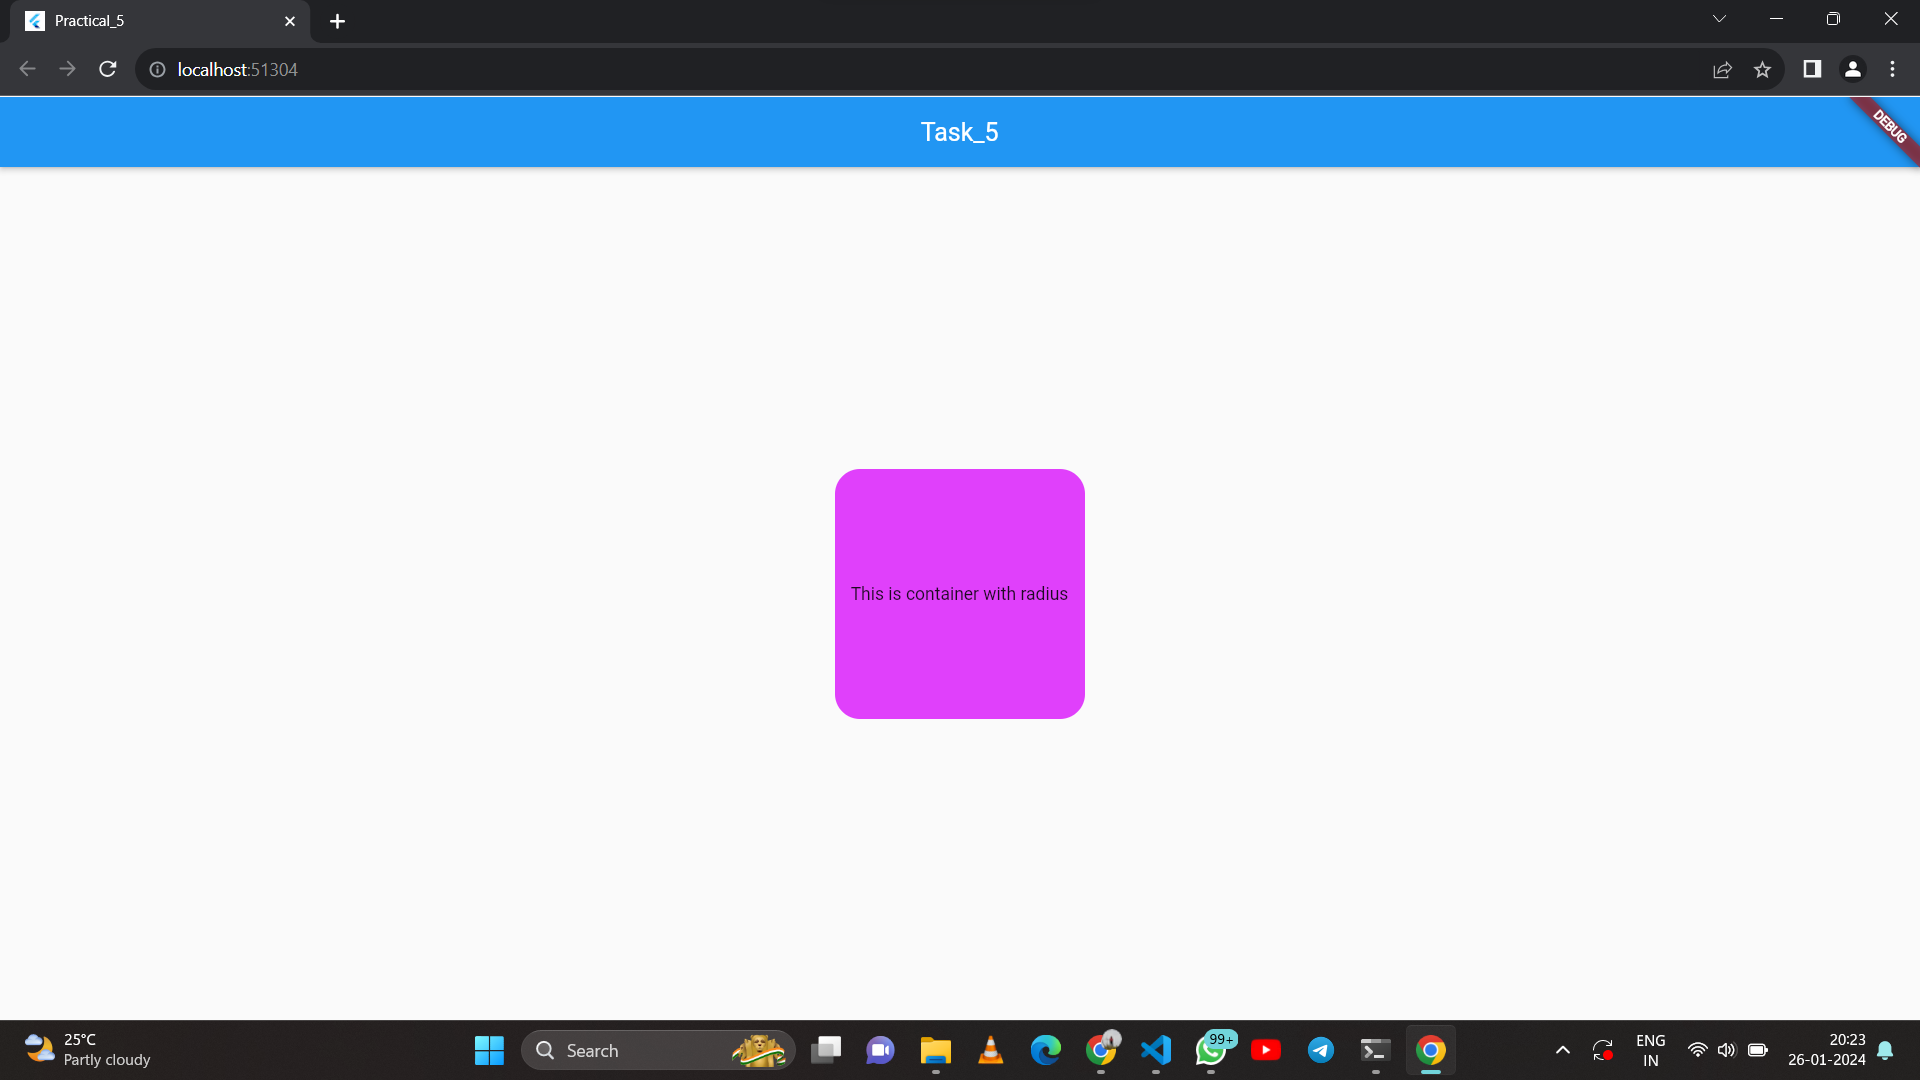 Practical_5
localhost:51304
Task_5
DEBUG
This is container with radius
25°C
Partly cloudy
Search
99+
ENG
IN
20:23
26-01-2024